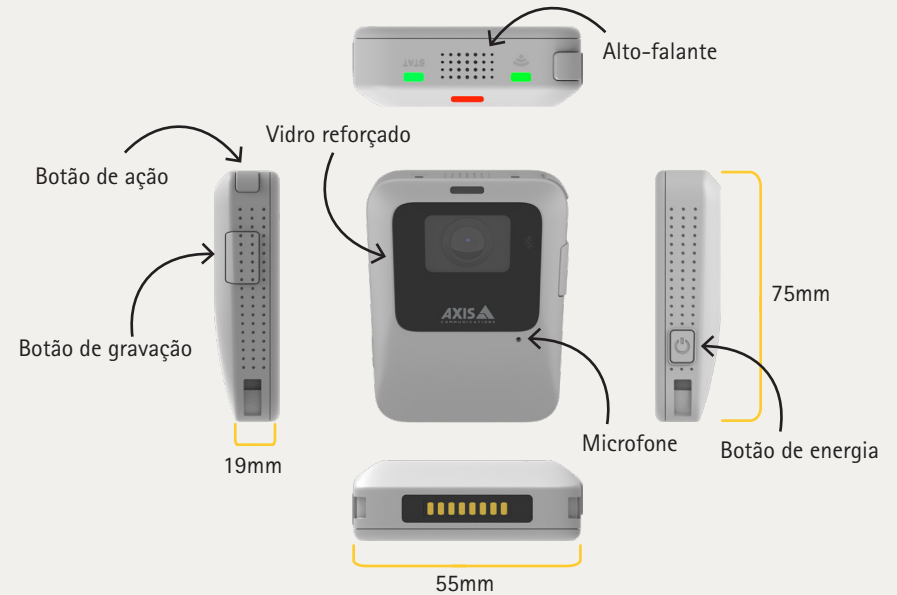 Alto-falante
STAT
Vidro reforçado
Botão de ação
AXIS
COMMUNICATIONS
75mm
Botão de gravação
Microfone
Botão de energia
19mm
55mm